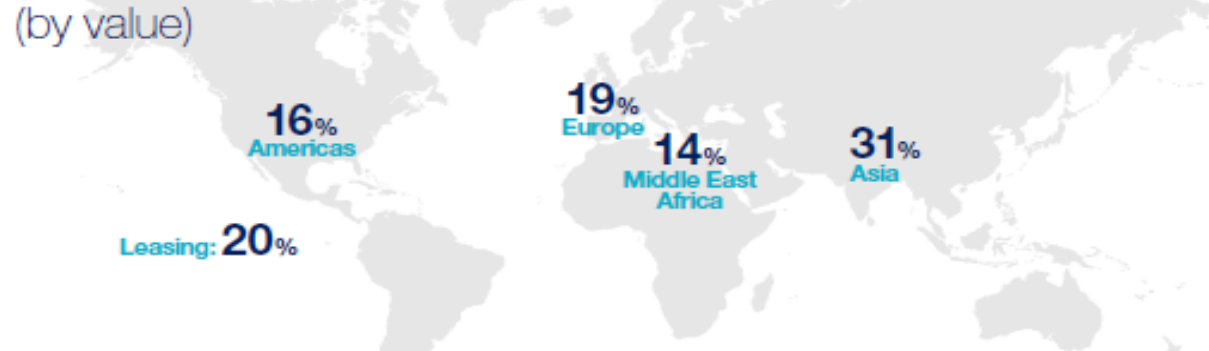 (by value)
19%
Europe
16%
Americas
31%
Asia
14%
Middle East
Africa
Leasing: 20%